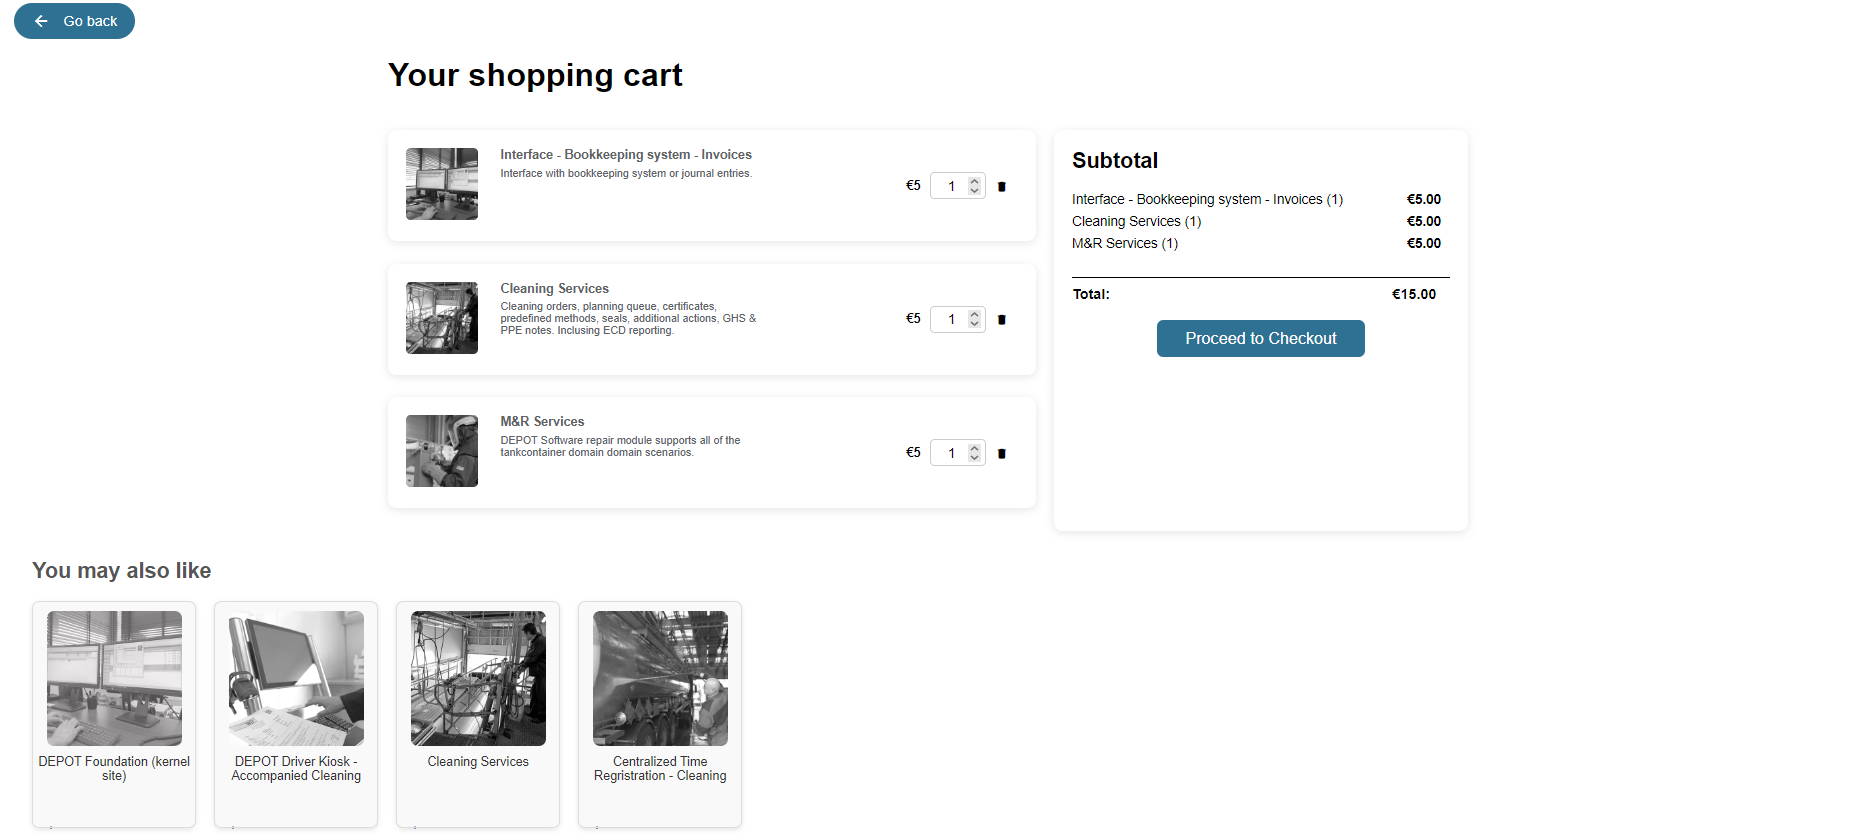 Go back
Your shopping cart
Interface - Bookkeeping system - Invoices
Interface with bookkeeping system or journal entries.
€5
1
Cleaning Services
Cleaning orders, planning queue, certificates,
predefined methods, seals, additional actions, GHS &
PPE notes. Inclusing ECD reporting.
€5
1
M&R Services
DEPOT Software repair module supports all of the
tankcontainer domain domain scenarios.
€5
1
Subtotal
Interface - Bookkeeping system - Invoices (1) €5.00
Cleaning Services (1) €5.00
M&R Services (1) €5.00
Total: €15.00
Proceed to Checkout
You may also like
DEPOT Foundation (kernel
site)
DEPOT Driver Kiosk -
Accompanied Cleaning
Cleaning Services
Centralized Time
Regristration - Cleaning